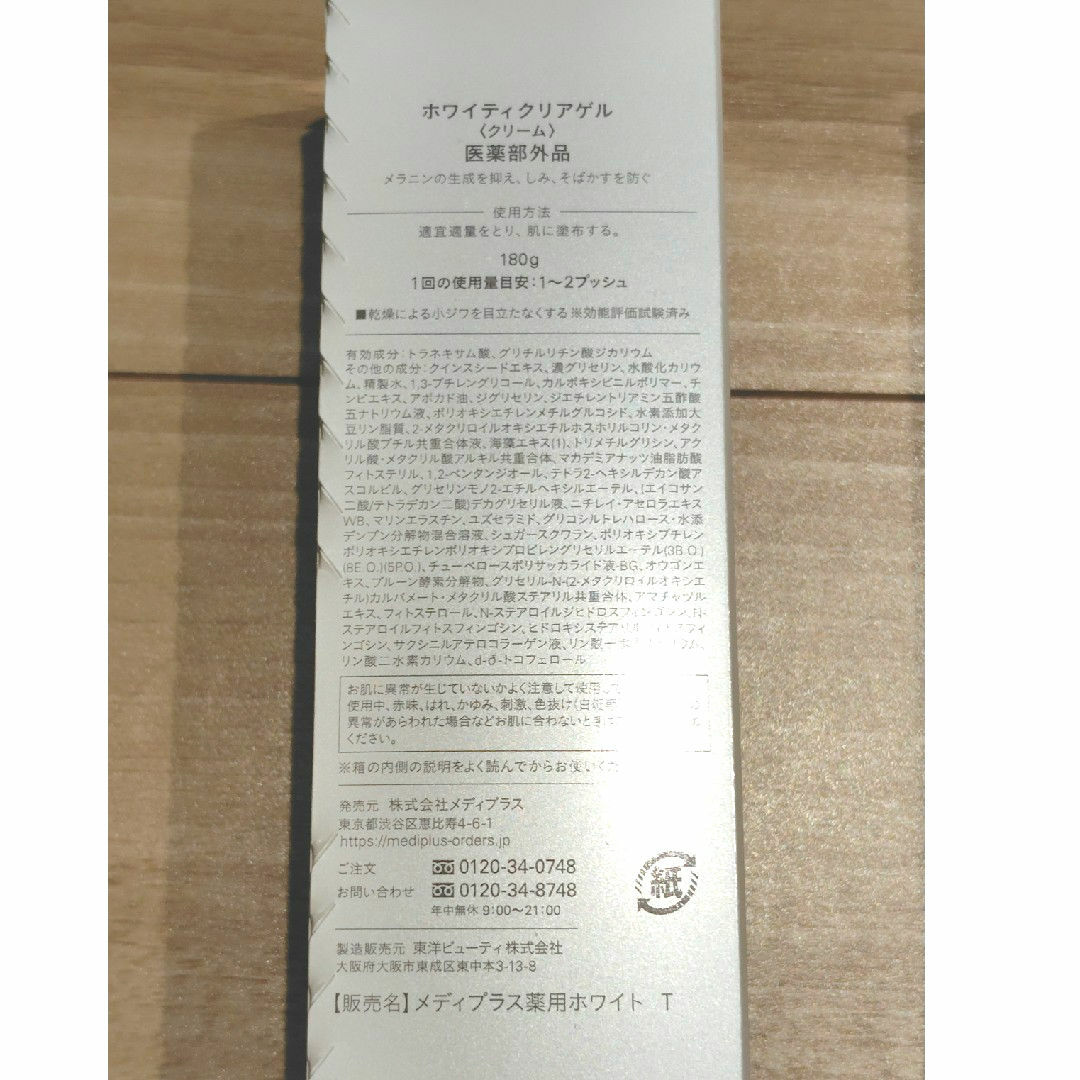 ホワイティクリアゲル
〈クリーム〉
医薬部外品
メラニンの生成を抑え、しみ、そばかすを防ぐ
使用方法
適宜適量をとり、肌に塗布する。
180g
1回の使用量目安:1〜2プッシュ
■乾燥による小ジワを目立たなくする※効能評価試験済み
有効成分:トラネキサム酸、グリチルリチン酸ジカリウム
その他の成分:クインスシードエキス、濃グリセリン、水酸化カリウ
ム、精製水、1,3-ブチレングリコール、カルボキシビニルポリマー、チ
ンピエキス、アボカド油、ジグリセリン、ジエチレントリアミン五酢酸
五ナトリウム液、ポリオキシエチレンメチルグルコシド、水素添加大
豆リン脂質、2-メタクリロイルオキシエチルホスホリルコリン・メタク
リル酸ブチル共重合体液、海藻エキス(1)、トリメチルグリシン、アク
リル酸・メタクリル酸アルキル共重合体、マカデミアナッツ油脂肪酸
フィトステリル、1,2-ペンタンジオール、テトラ2-ヘキシルデカン酸ア
スコルビル、グリセリンモノ2-エチルヘキシルエーテル、(エイコサン
二酸/テトラデカン二酸)デカグリセリル液、ニチレイ・アセロラエキス
WB、マリンエラスチン、ユズセラミド、グリコシルトレハロース・水添
デンプン分解物混合溶液、シュガースクワラン、ポリオキシブチレン
ポリオキシエチレンポリオキシプロピレングリセリルエーテル(3B.O.)
(8E.O.)(5P.O.)、チューベロースポリサッカライド液-BG、オウゴンエ
キス、プルーン酵素分解物、グリセリル-N-(2-メタクリロイルオキシエ
チル)カルバメート・メタクリル酸ステアリル共重合体、アマチャヅル
エキス、フィトステロール、N-ステアロイルジヒドロスフィンゴシン、N-
ステアロイルフィトスフィンゴシン、ヒドロキシステアリル フィ
ンゴシン、サクシニルアテロコラーゲン液、リン酸一
リン酸二水素カリウム、d-δ-トコフェロール
お肌に異常が生じていないかよく注意して使用し
使用中、赤味、はれ、かゆみ、刺激、色抜け(白斑
異常があらわれた場合などお肌に合わないときは
ください。
※箱の内側の説明をよく読んでからお使いくだ
発売元 株式会社メディプラス
東京都渋谷区恵比寿4-6-1
https://mediplus-orders.jp
ご注文 0120-34-0748
お問い合わせ 0120-34-8748
年中無休 9:00〜21:00
紙
製造販売元 東洋ビューティ株式会社
大阪府大阪市東成区東中本3-13-8
【販売名】メディプラス薬用ホワイト T